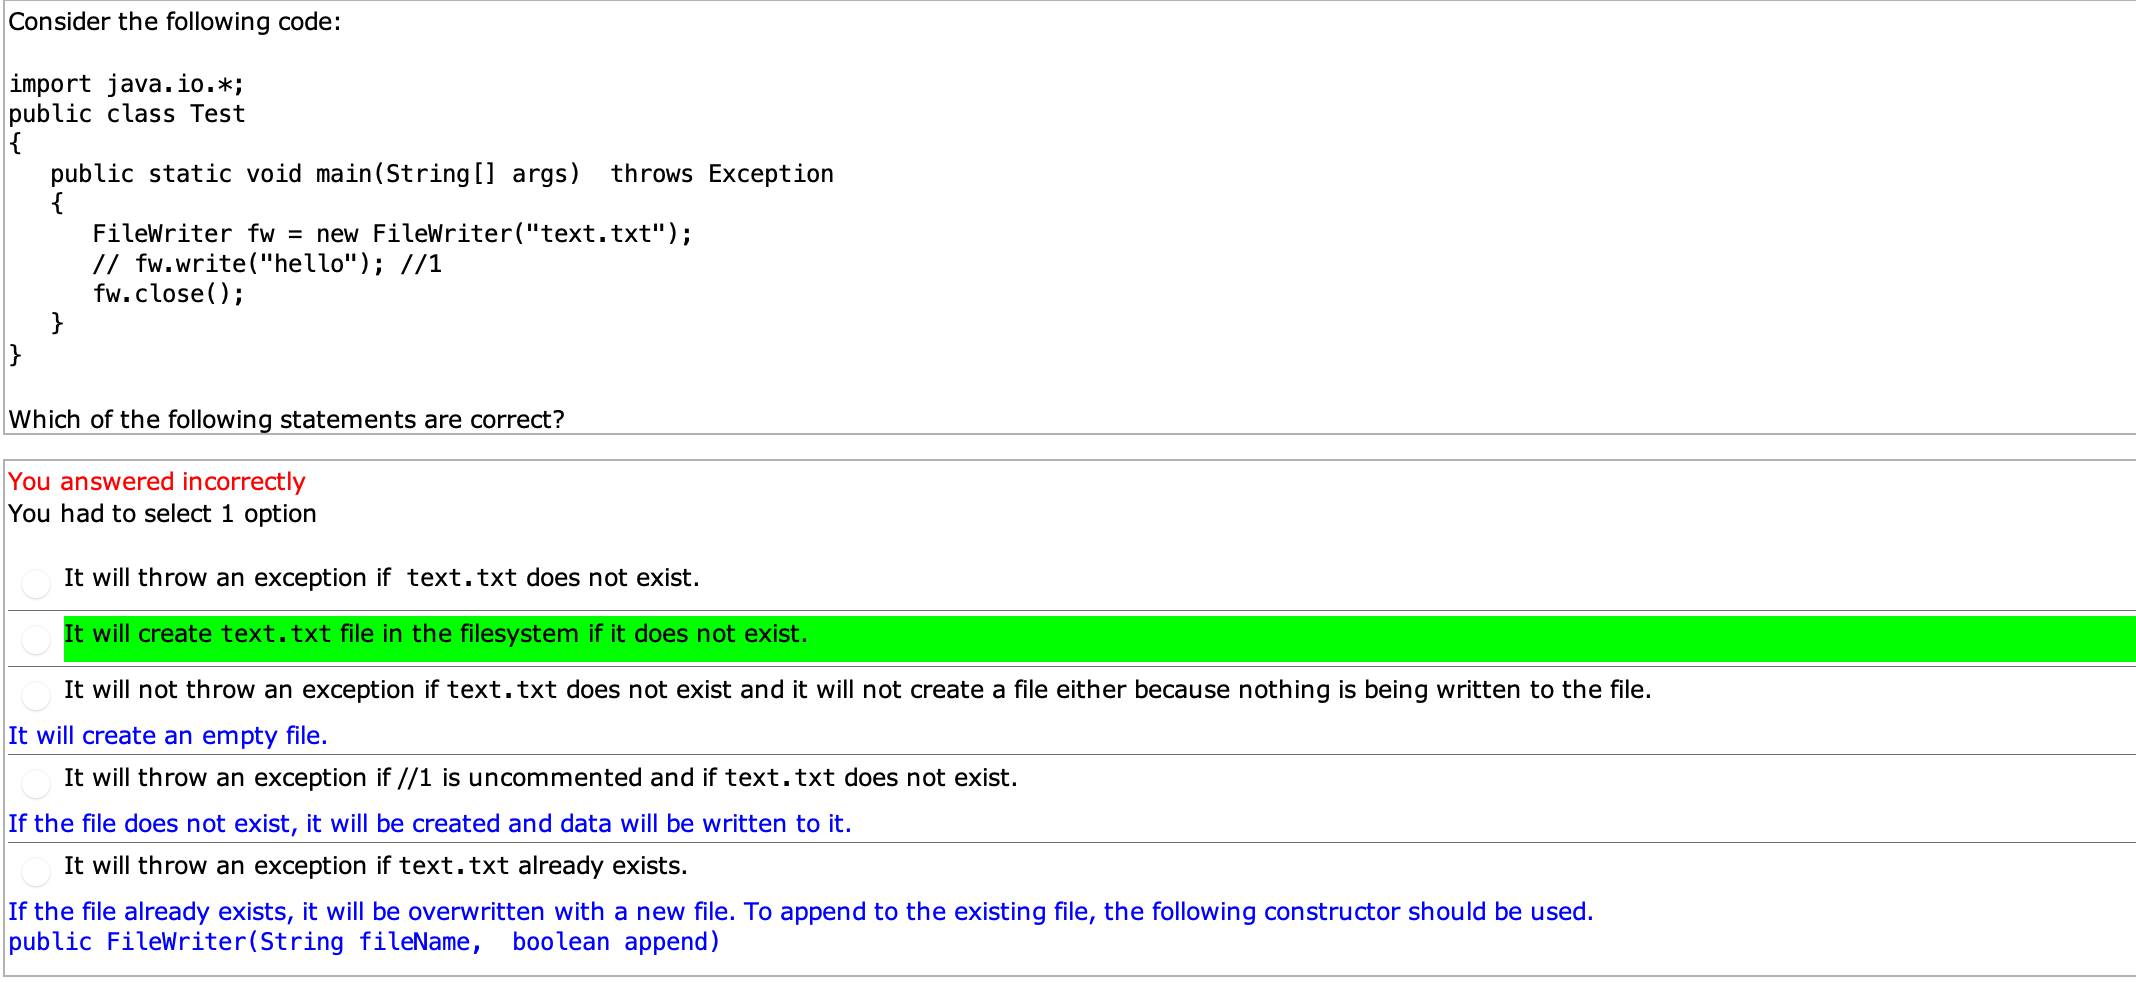 Consider the following code:
import java.io.*;
public class Test
{
   public static void main(String[] args)  throws Exception
   {
      FileWriter fw = new FileWriter("text.txt");
      // fw.write("hello"); //1
      fw.close();
   }
}
Which of the following statements are correct?
You answered incorrectly
You had to select 1 option
It will throw an exception if  text.txt does not exist.
It will create text.txt file in the filesystem if it does not exist.
It will not throw an exception if text.txt does not exist and it will not create a file either because nothing is being written to the file.
It will create an empty file.
It will throw an exception if //1 is uncommented and if text.txt does not exist.
If the file does not exist, it will be created and data will be written to it.
It will throw an exception if text.txt already exists.
If the file already exists, it will be overwritten with a new file. To append to the existing file, the following constructor should be used.
public FileWriter(String fileName,  boolean append)